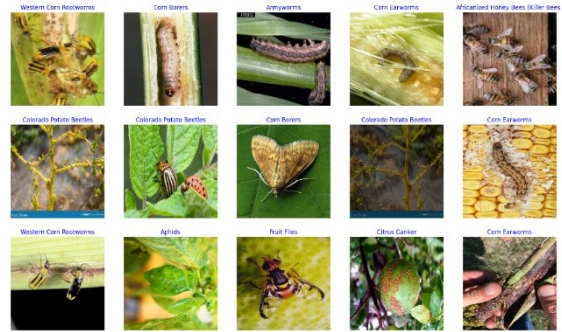 Western Corn Rootworms
Corn Borers
Armyworms
Corn Earworms
Africanized Honey Bees (Killer Bees
Colorado Potato Beetles
Colorado Potato Beetles
Corn Borers
Colorado Potato Beetles
Corn Earworms
Western Corn Rootworms
Aphids
Fruit Flies
Citrus Canker
Corn Earworms